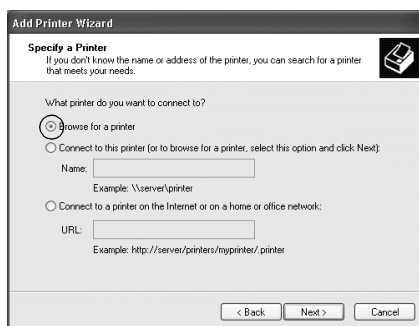 Add Printer Wizard
Specify a Printer
If you don't know the name or address of the printer, you can search for a printer
that meets your needs.
What printer do you want to connect to?
Browse for a printer
Connect to this printer (or to browse for a printer, select this option and click Next):
Name:
Example: \\server\printer
Connect to a printer on the Internet or on a home or office network:
URL:
Example: http://server/printers/myprinter/.printer
< Back Next > Cancel